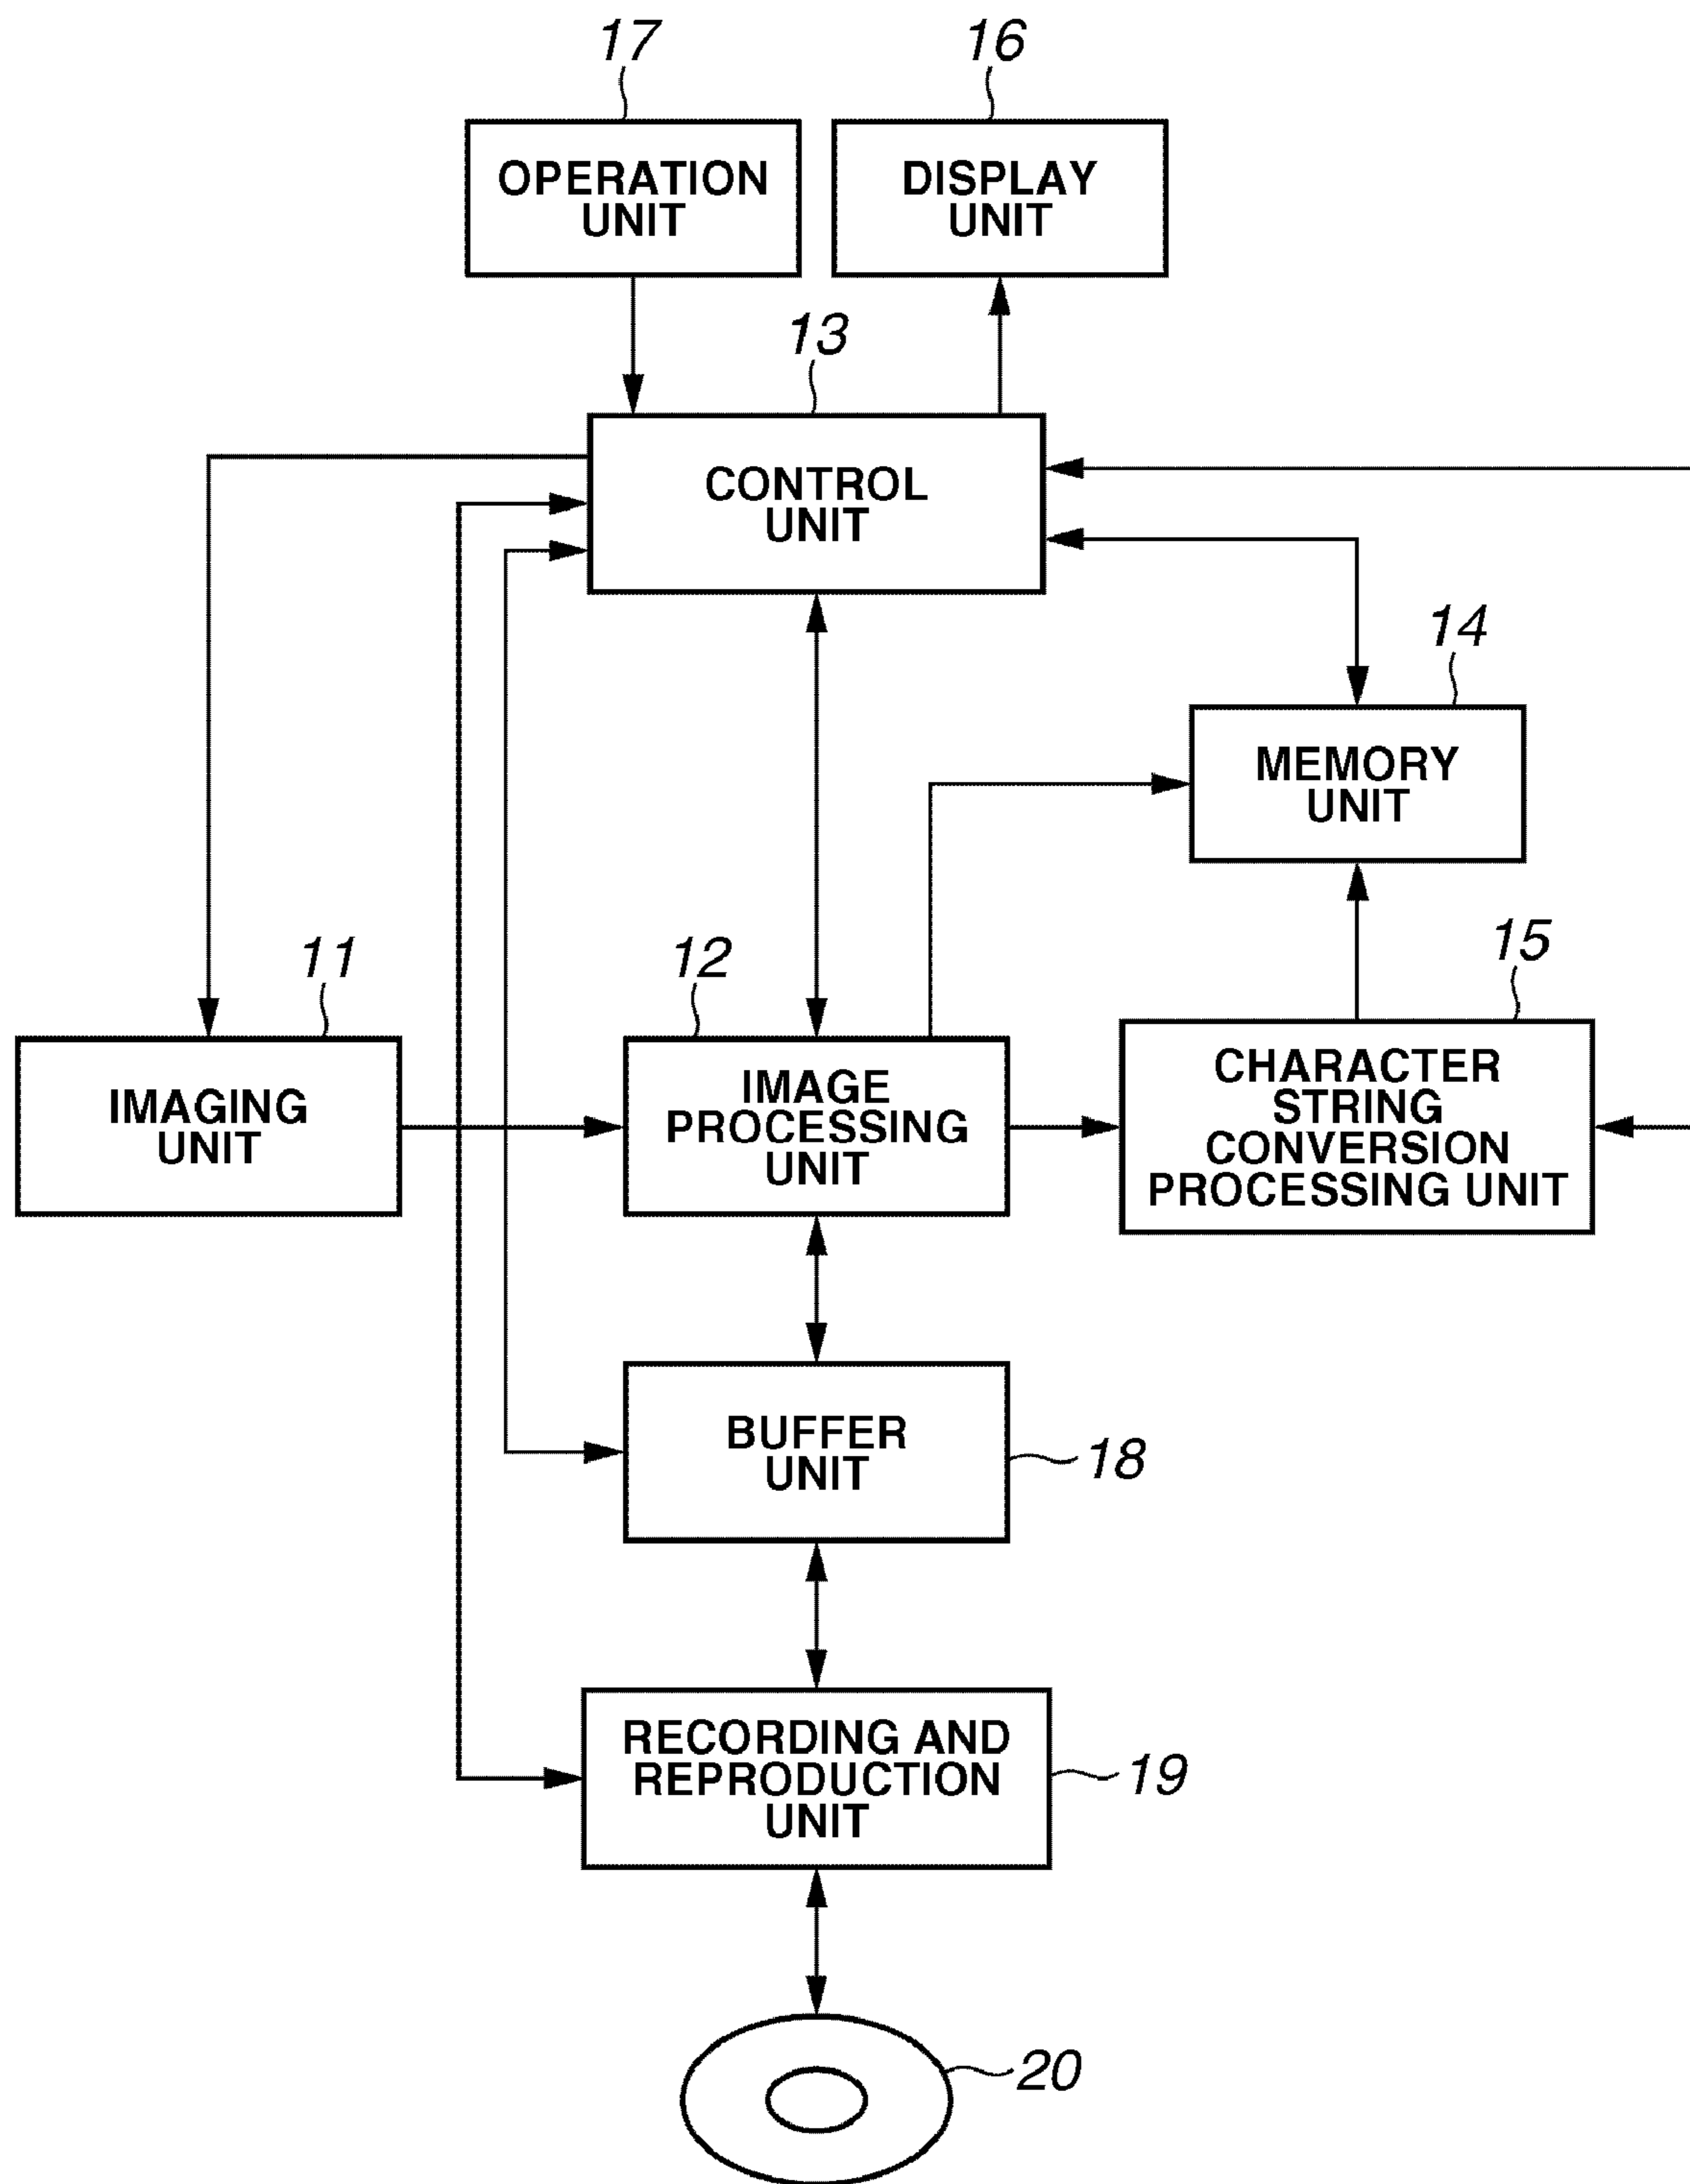 17
16
OPERATION
UNIT
DISPLAY
UNIT
13
CONTROL
UNIT
14
MEMORY
UNIT
11
12
15
IMAGING
UNIT
IMAGE
PROCESSING
UNIT
CHARACTER
STRING
CONVERSION
PROCESSING UNIT
BUFFER
UNIT
18
RECORDING AND
REPRODUCTION
UNIT
19
20